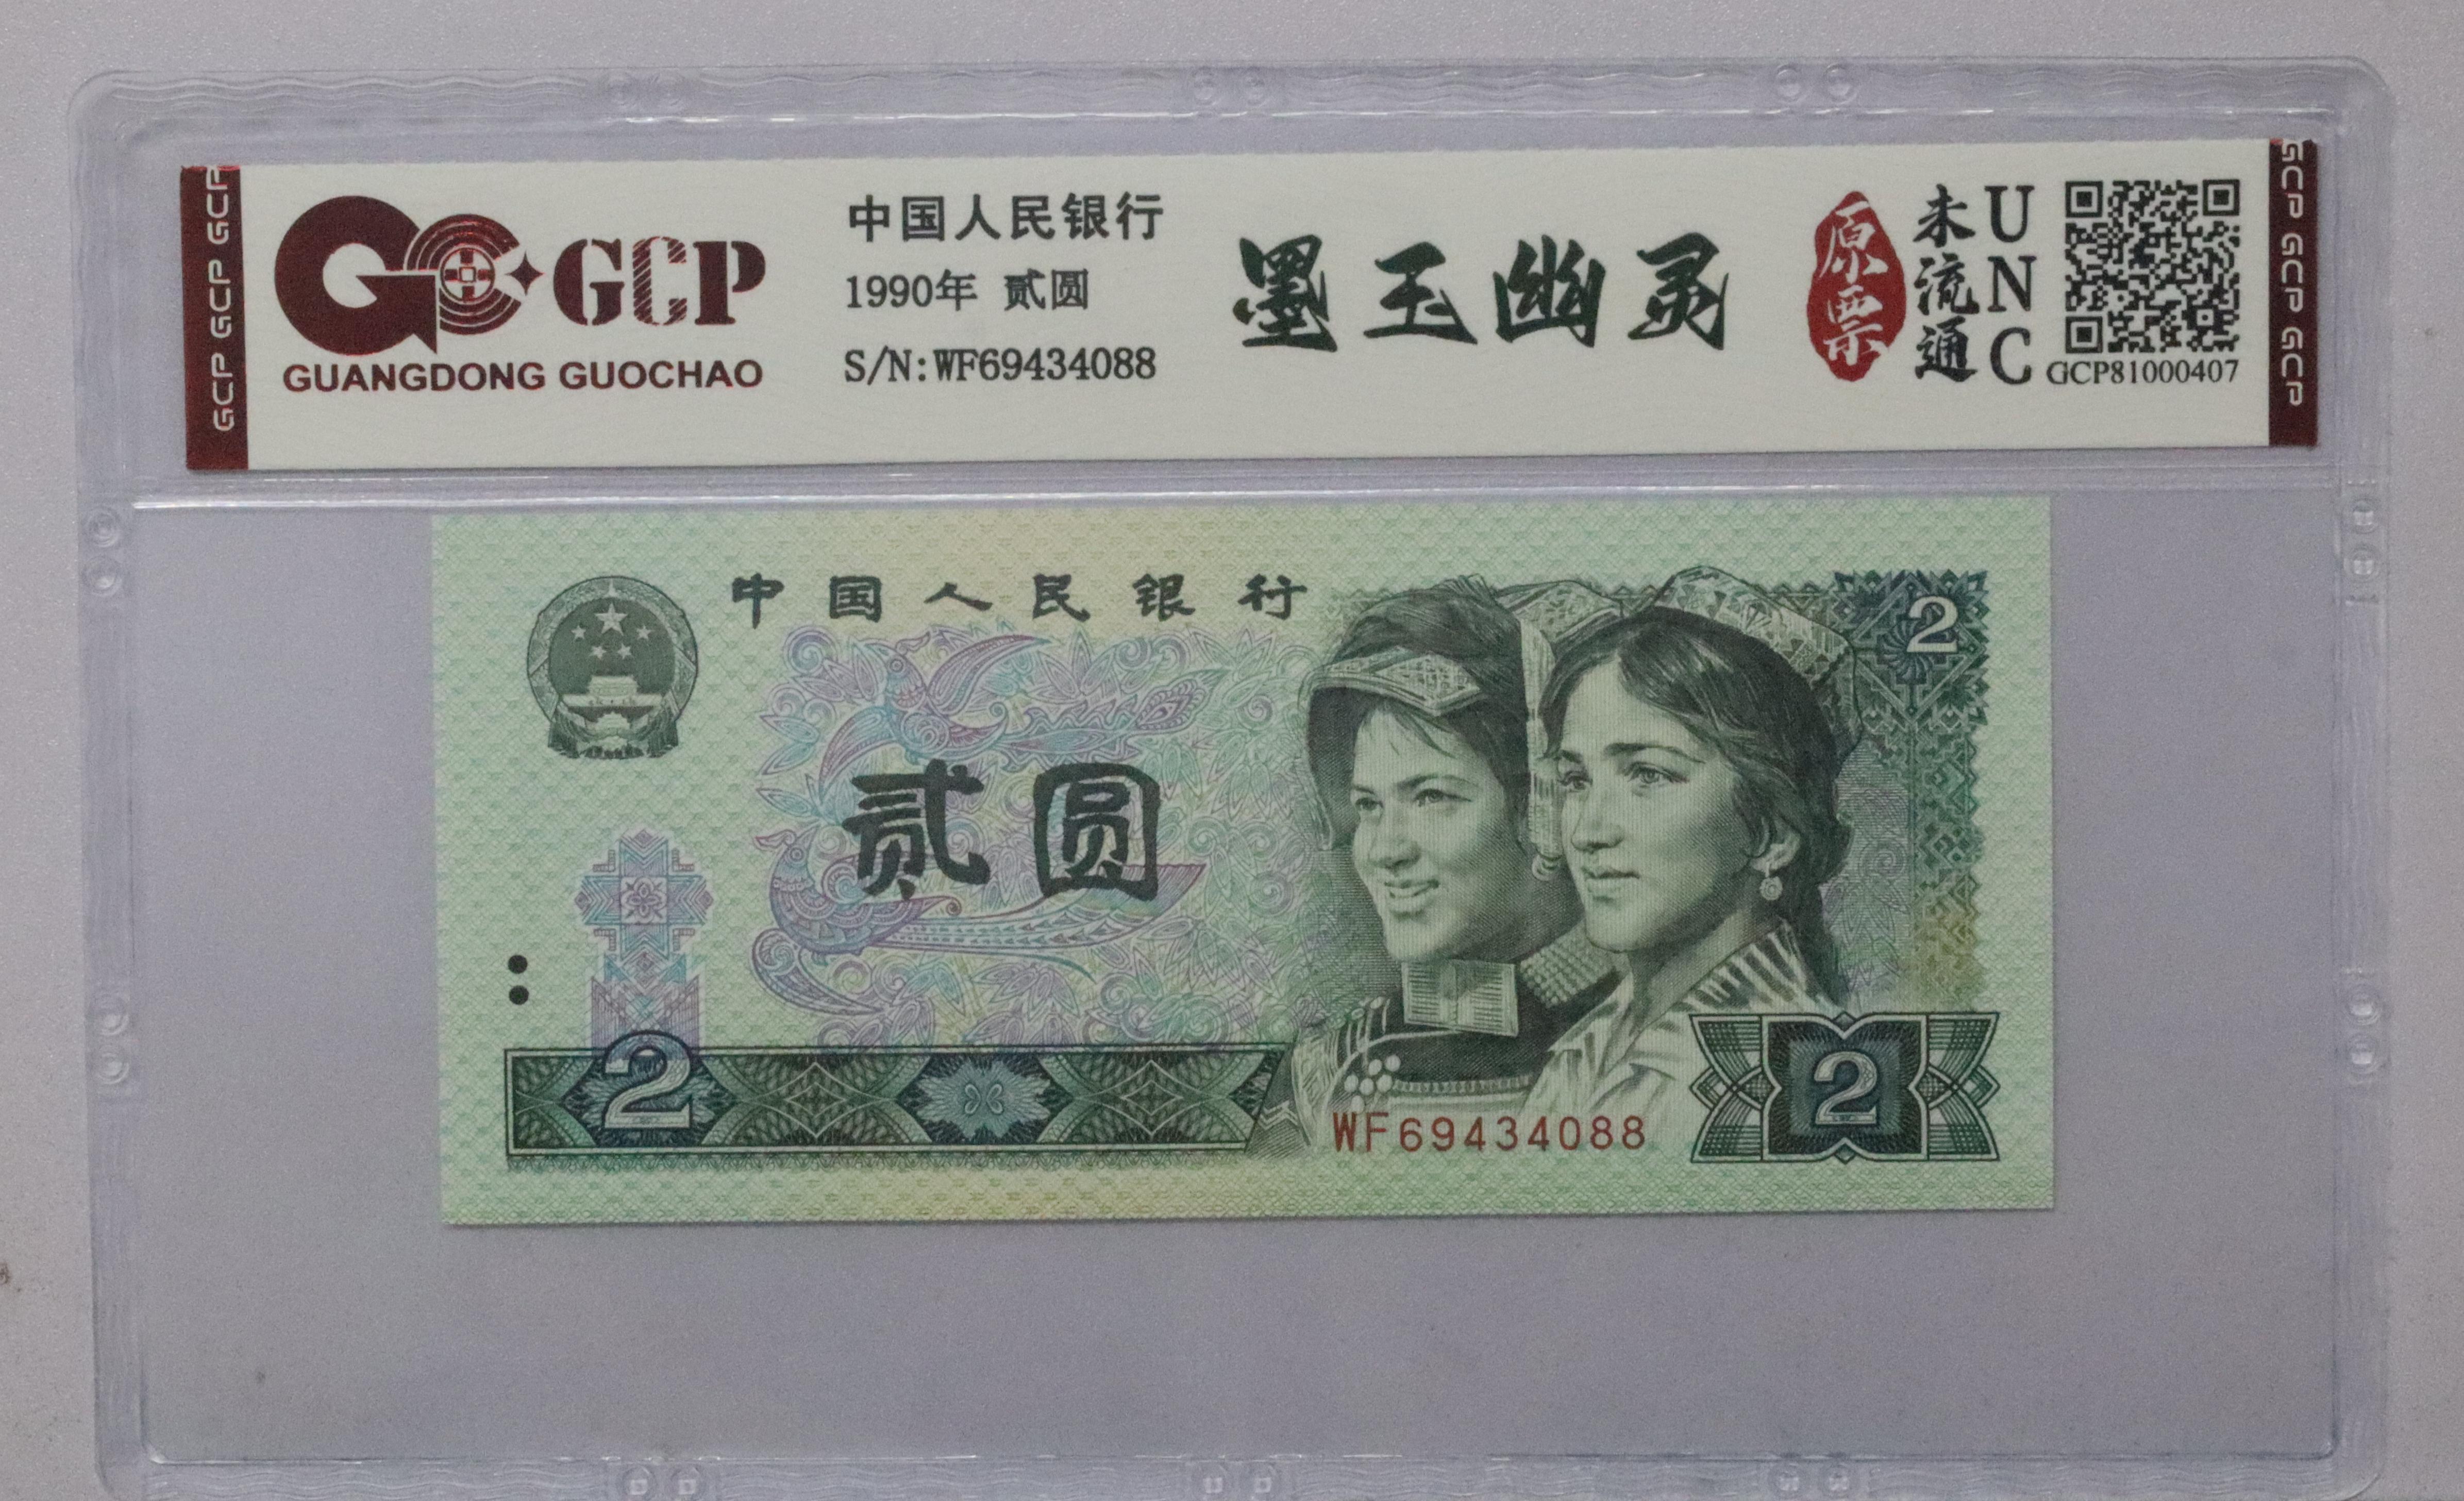 GCP GCP GCP
GCP
GUANGDONG GUOCHAO
中国人民银行
1990年 贰圆
S/N:WF69434088
墨玉幽灵
原票
未流通
UNC
GCP81000407
GCP GCP GCP
中国人民银行
2
贰圆
2
WF69434088
2